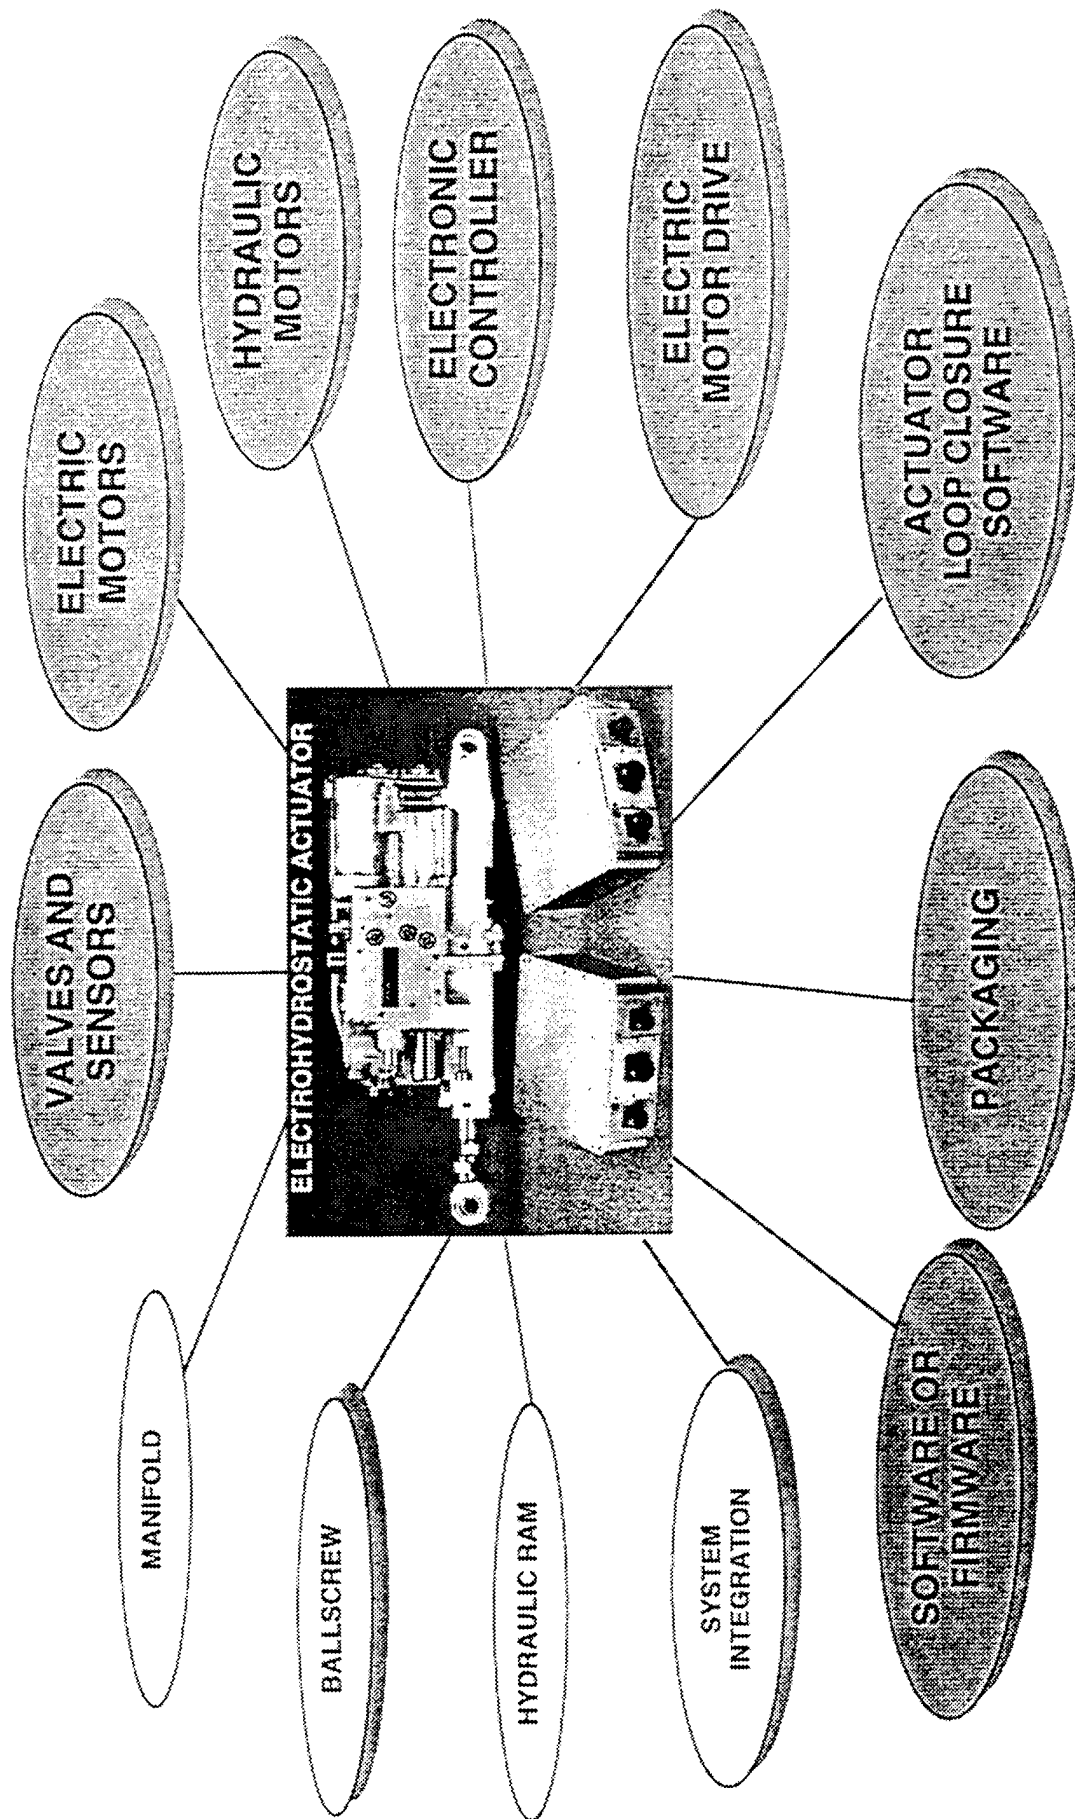 MANIFOLD
VALVES AND
SENSORS
ELECTRIC
MOTORS
HYDRAULIC
MOTORS
BALLSCREW
ELECTROHYDROSTATIC ACTUATOR
ELECTRONIC
CONTROLLER
HYDRAULIC RAM
ELECTRIC
MOTOR DRIVE
SYSTEM
INTEGRATION
SOFTWARE OR
FIRMWARE
PACKAGING
ACTUATOR
LOOP CLOSURE
SOFTWARE